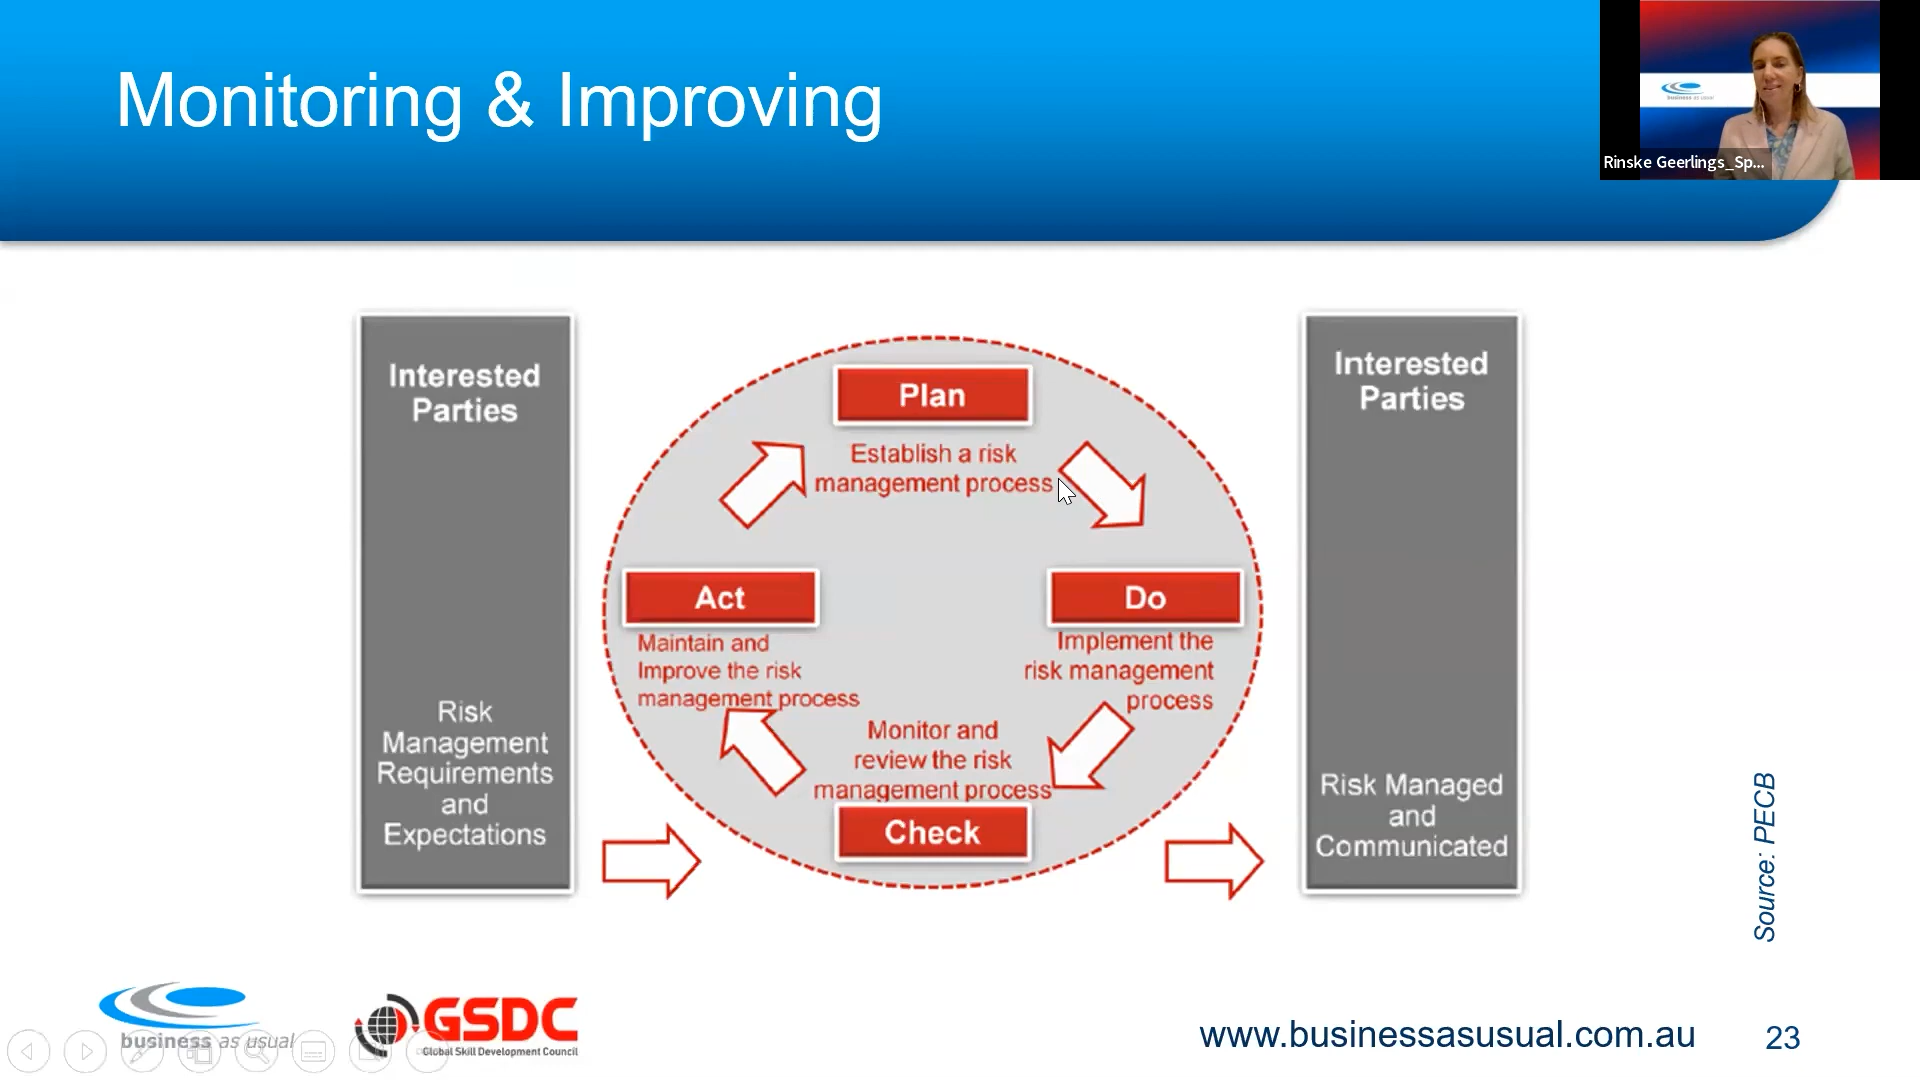 Monitoring & Improving
business as usual
Rinske Geerlings_Sp...
Interested
Parties
Risk
Management
Requirements
and
Expectations
Plan
Establish a risk
management process
Act
Maintain and
Improve the risk
management process
Do
Implement the
risk management
process
Monitor and
review the risk
management process
Check
Interested
Parties
Risk Managed
and
Communicated
Source: PECB
business as usual
GSDC
Global Skill Development Council
www.businessasusual.com.au
23